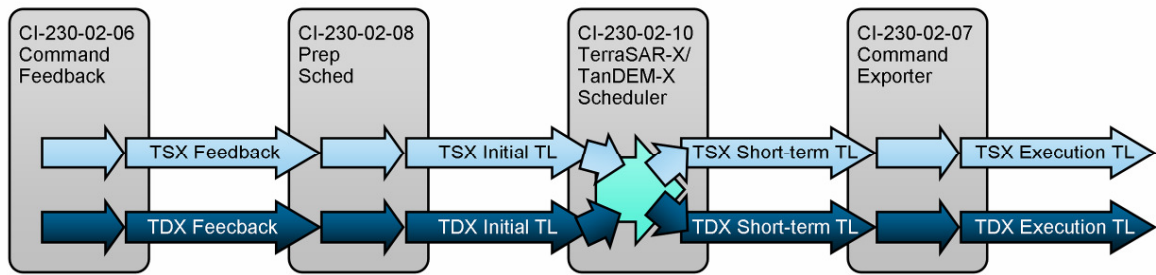 CI-230-02-06
Command
Feedback
CI-230-02-08
Prep
Sched
CI-230-02-10
TerraSAR-X/
TanDEM-X
Scheduler
CI-230-02-07
Command
Exporter
TSX Feedback
TSX Initial TL
TSX Short-term TL
TSX Execution TL
TDX Feecback
TDX Initial TL
TDX Short-term TL
TDX Execution TL